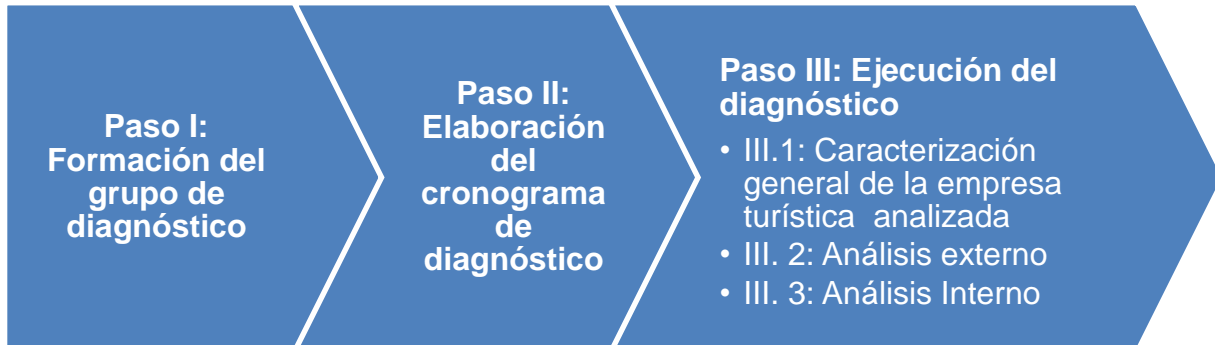 Paso I:
Formación del
grupo de
diagnóstico
Paso II:
Elaboración
del
cronograma
de
diagnóstico
Paso III: Ejecución del
diagnóstico
• III.1: Caracterización
general de la empresa
turística analizada
• III. 2: Análisis externo
• III. 3: Análisis Interno